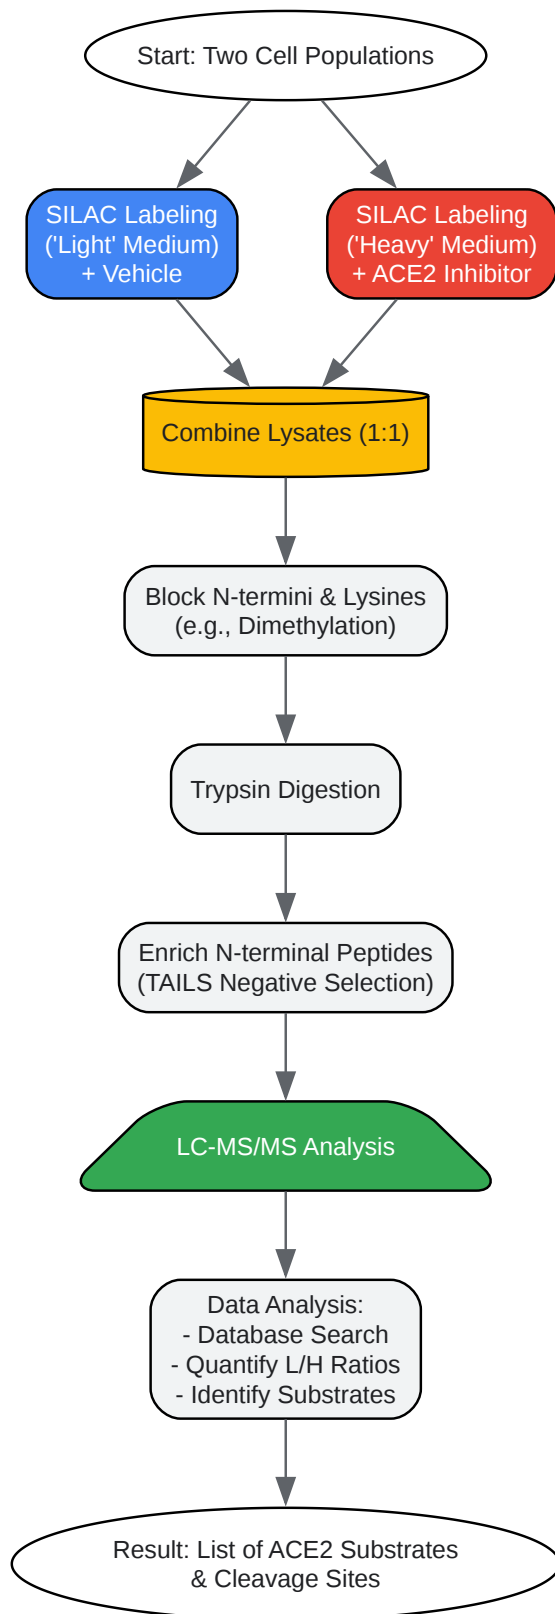 Start: Two Cell Populations
SILAC Labeling
('Light' Medium)
+ Vehicle
SILAC Labeling
('Heavy' Medium)
+ ACE2 Inhibitor
Combine Lysates (1:1)
Block N-termini & Lysines
(e.g., Dimethylation)
Trypsin Digestion
Enrich N-terminal Peptides
(TAILS Negative Selection)
LC-MS/MS Analysis
Data Analysis:
- Database Search
- Quantify L/H Ratios
- Identify Substrates
Result: List of ACE2 Substrates
& Cleavage Sites